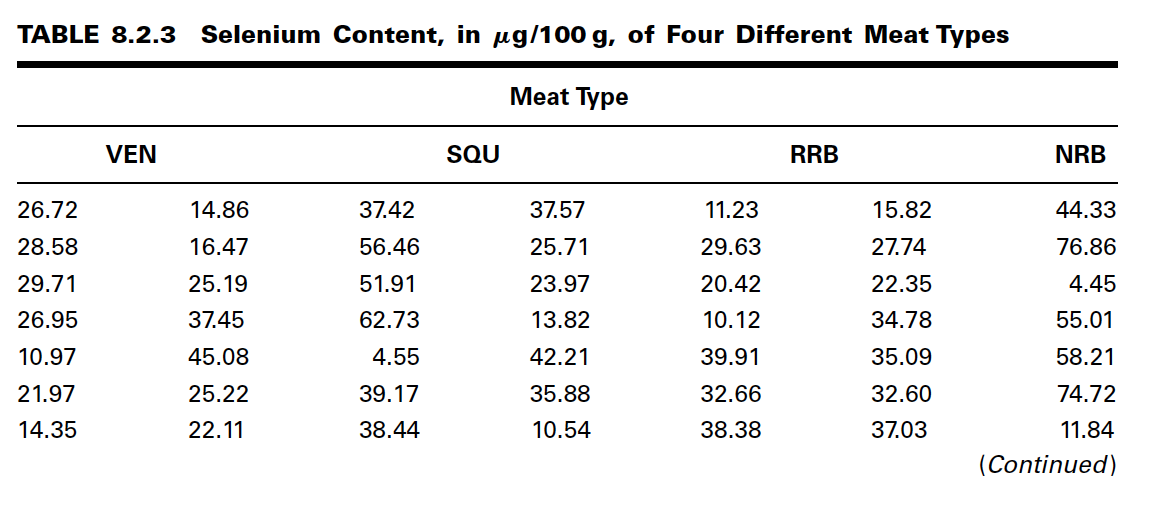 TABLE 8.2.3 Selenium Content, in μg/100 g, of Four Different Meat Types
Meat Type
VEN SQU RRB NRB
26.72 14.86 37.42 37.57 11.23 15.82 44.33
28.58 16.47 56.46 25.71 29.63 27.74 76.86
29.71 25.19 51.91 23.97 20.42 22.35 4.45
26.95 37.45 62.73 13.82 10.12 34.78 55.01
10.97 45.08 4.55 42.21 39.91 35.09 58.21
21.97 25.22 39.17 35.88 32.66 32.60 74.72
14.35 22.11 38.44 10.54 38.38 37.03 11.84
(Continued)